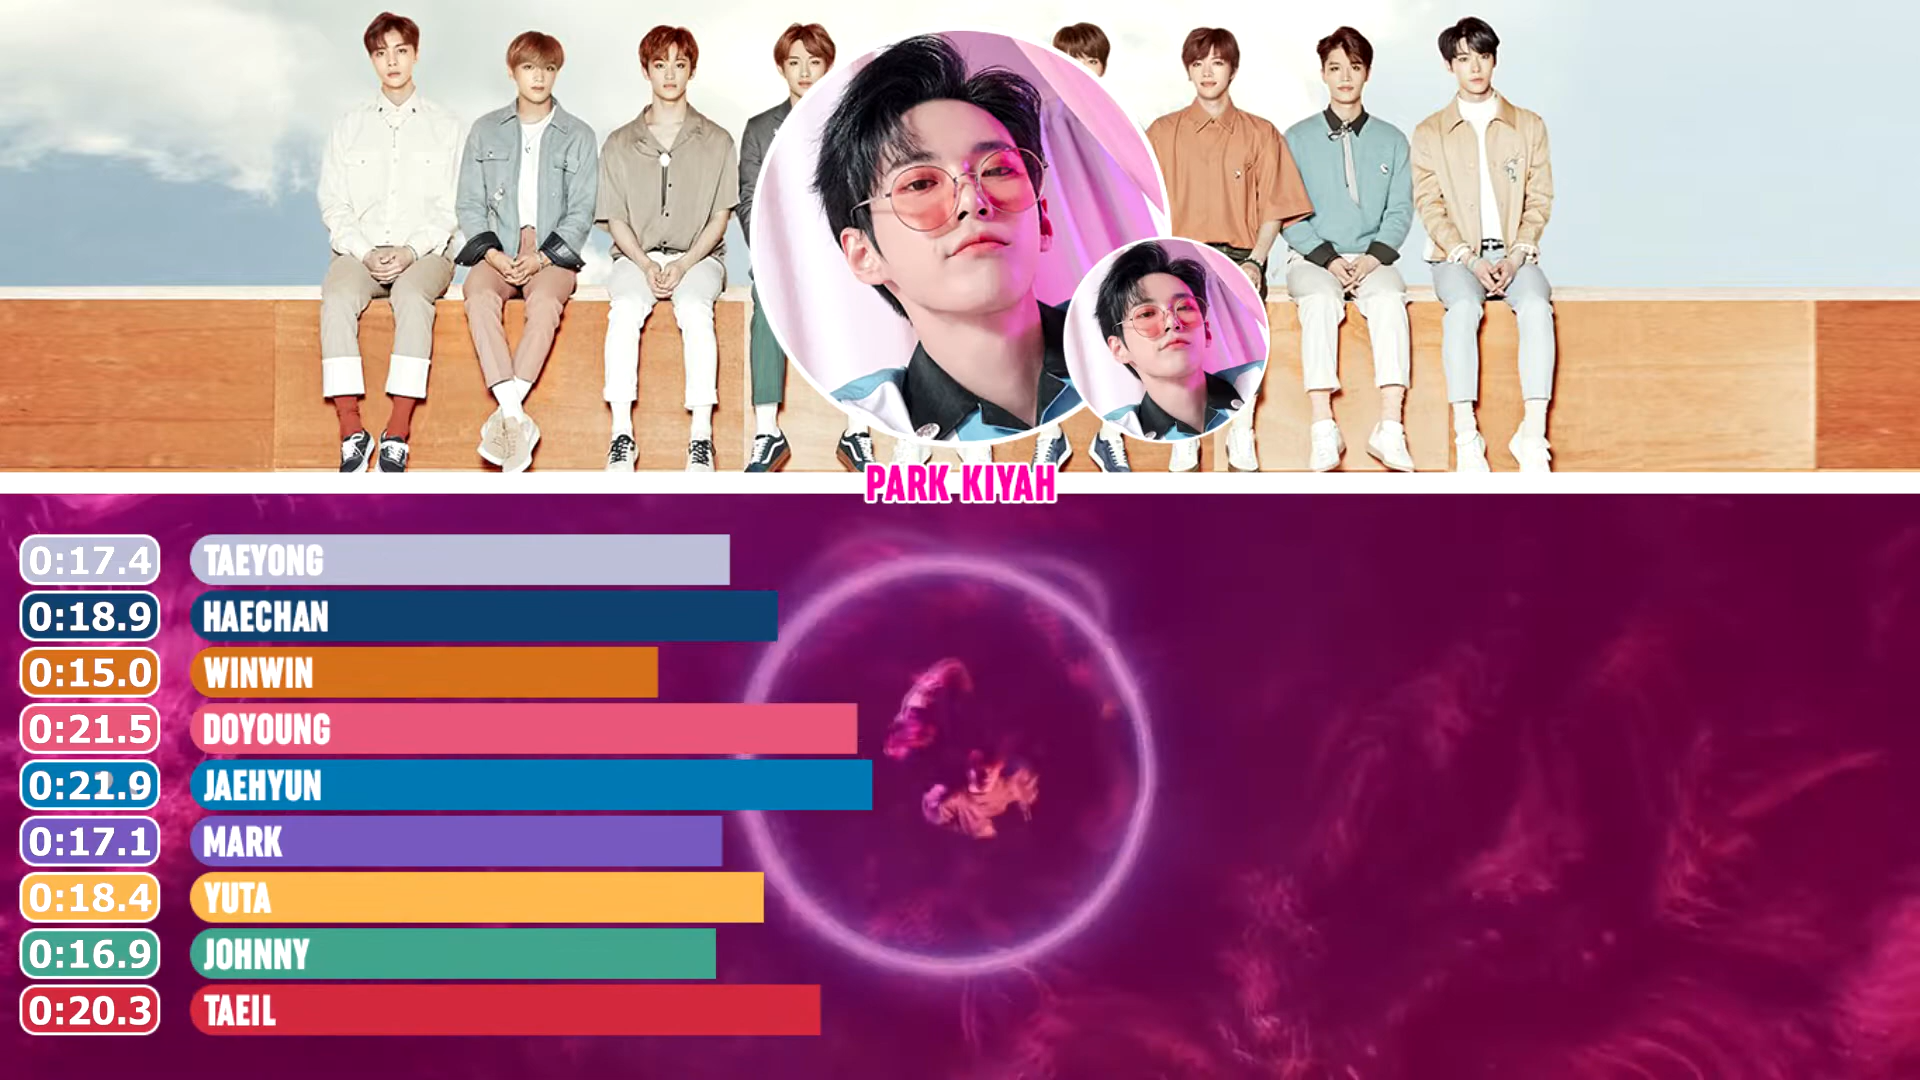 PARK KIYAH
0:17.4 TAEYONG
0:18.9 HAECHAN
0:15.0 WINWIN
0:21.5 DOYOUNG
0:21.9 JAEHYUN
0:17.1 MARK
0:18.4 YUTA
0:16.9 JOHNNY
0:20.3 TAEIL